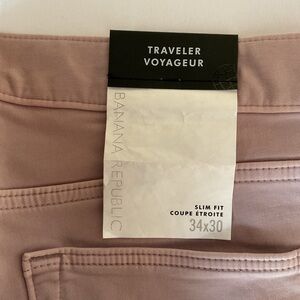 TRAVELER
VOYAGEUR
BANANA REPUBLIC
SLIM FIT
COUPE ÉTROITE
34x30